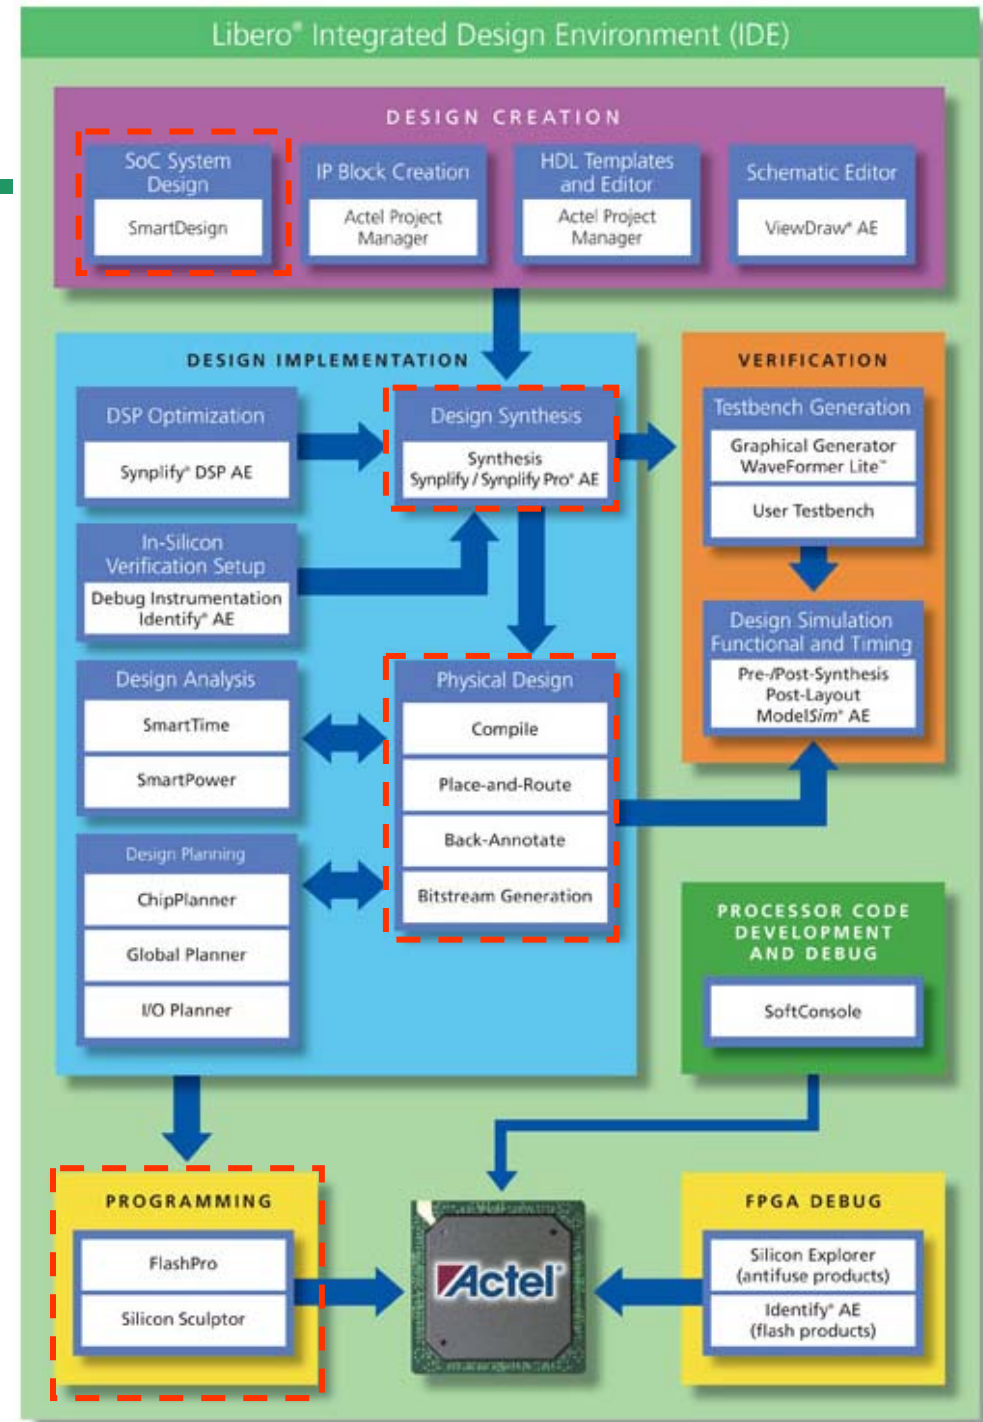 Libero® Integrated Design Environment (IDE)
DESIGN CREATION
SoC System
Design
SmartDesign
IP Block Creation
Actel Project
Manager
HDL Templates
and Editor
Actel Project
Manager
Schematic Editor
ViewDraw® AE
DESIGN IMPLEMENTATION
DSP Optimization
Synplify® DSP AE
Design Synthesis
Synthesis
Synplify / Synplify Pro® AE
In-Silicon
Verification Setup
Debug Instrumentation
Identify® AE
Design Analysis
SmartTime
SmartPower
Physical Design
Compile
Place-and-Route
Back-Annotate
Bitstream Generation
Design Planning
ChipPlanner
Global Planner
I/O Planner
VERIFICATION
Testbench Generation
Graphical Generator
WaveFormer Lite™
User Testbench
Design Simulation
Functional and Timing
Pre-/Post-Synthesis
Post-Layout
ModelSim® AE
PROCESSOR CODE
DEVELOPMENT
AND DEBUG
SoftConsole
PROGRAMMING
FlashPro
Silicon Sculptor
Actel®
FPGA DEBUG
Silicon Explorer
(antifuse products)
Identify® AE
(flash products)